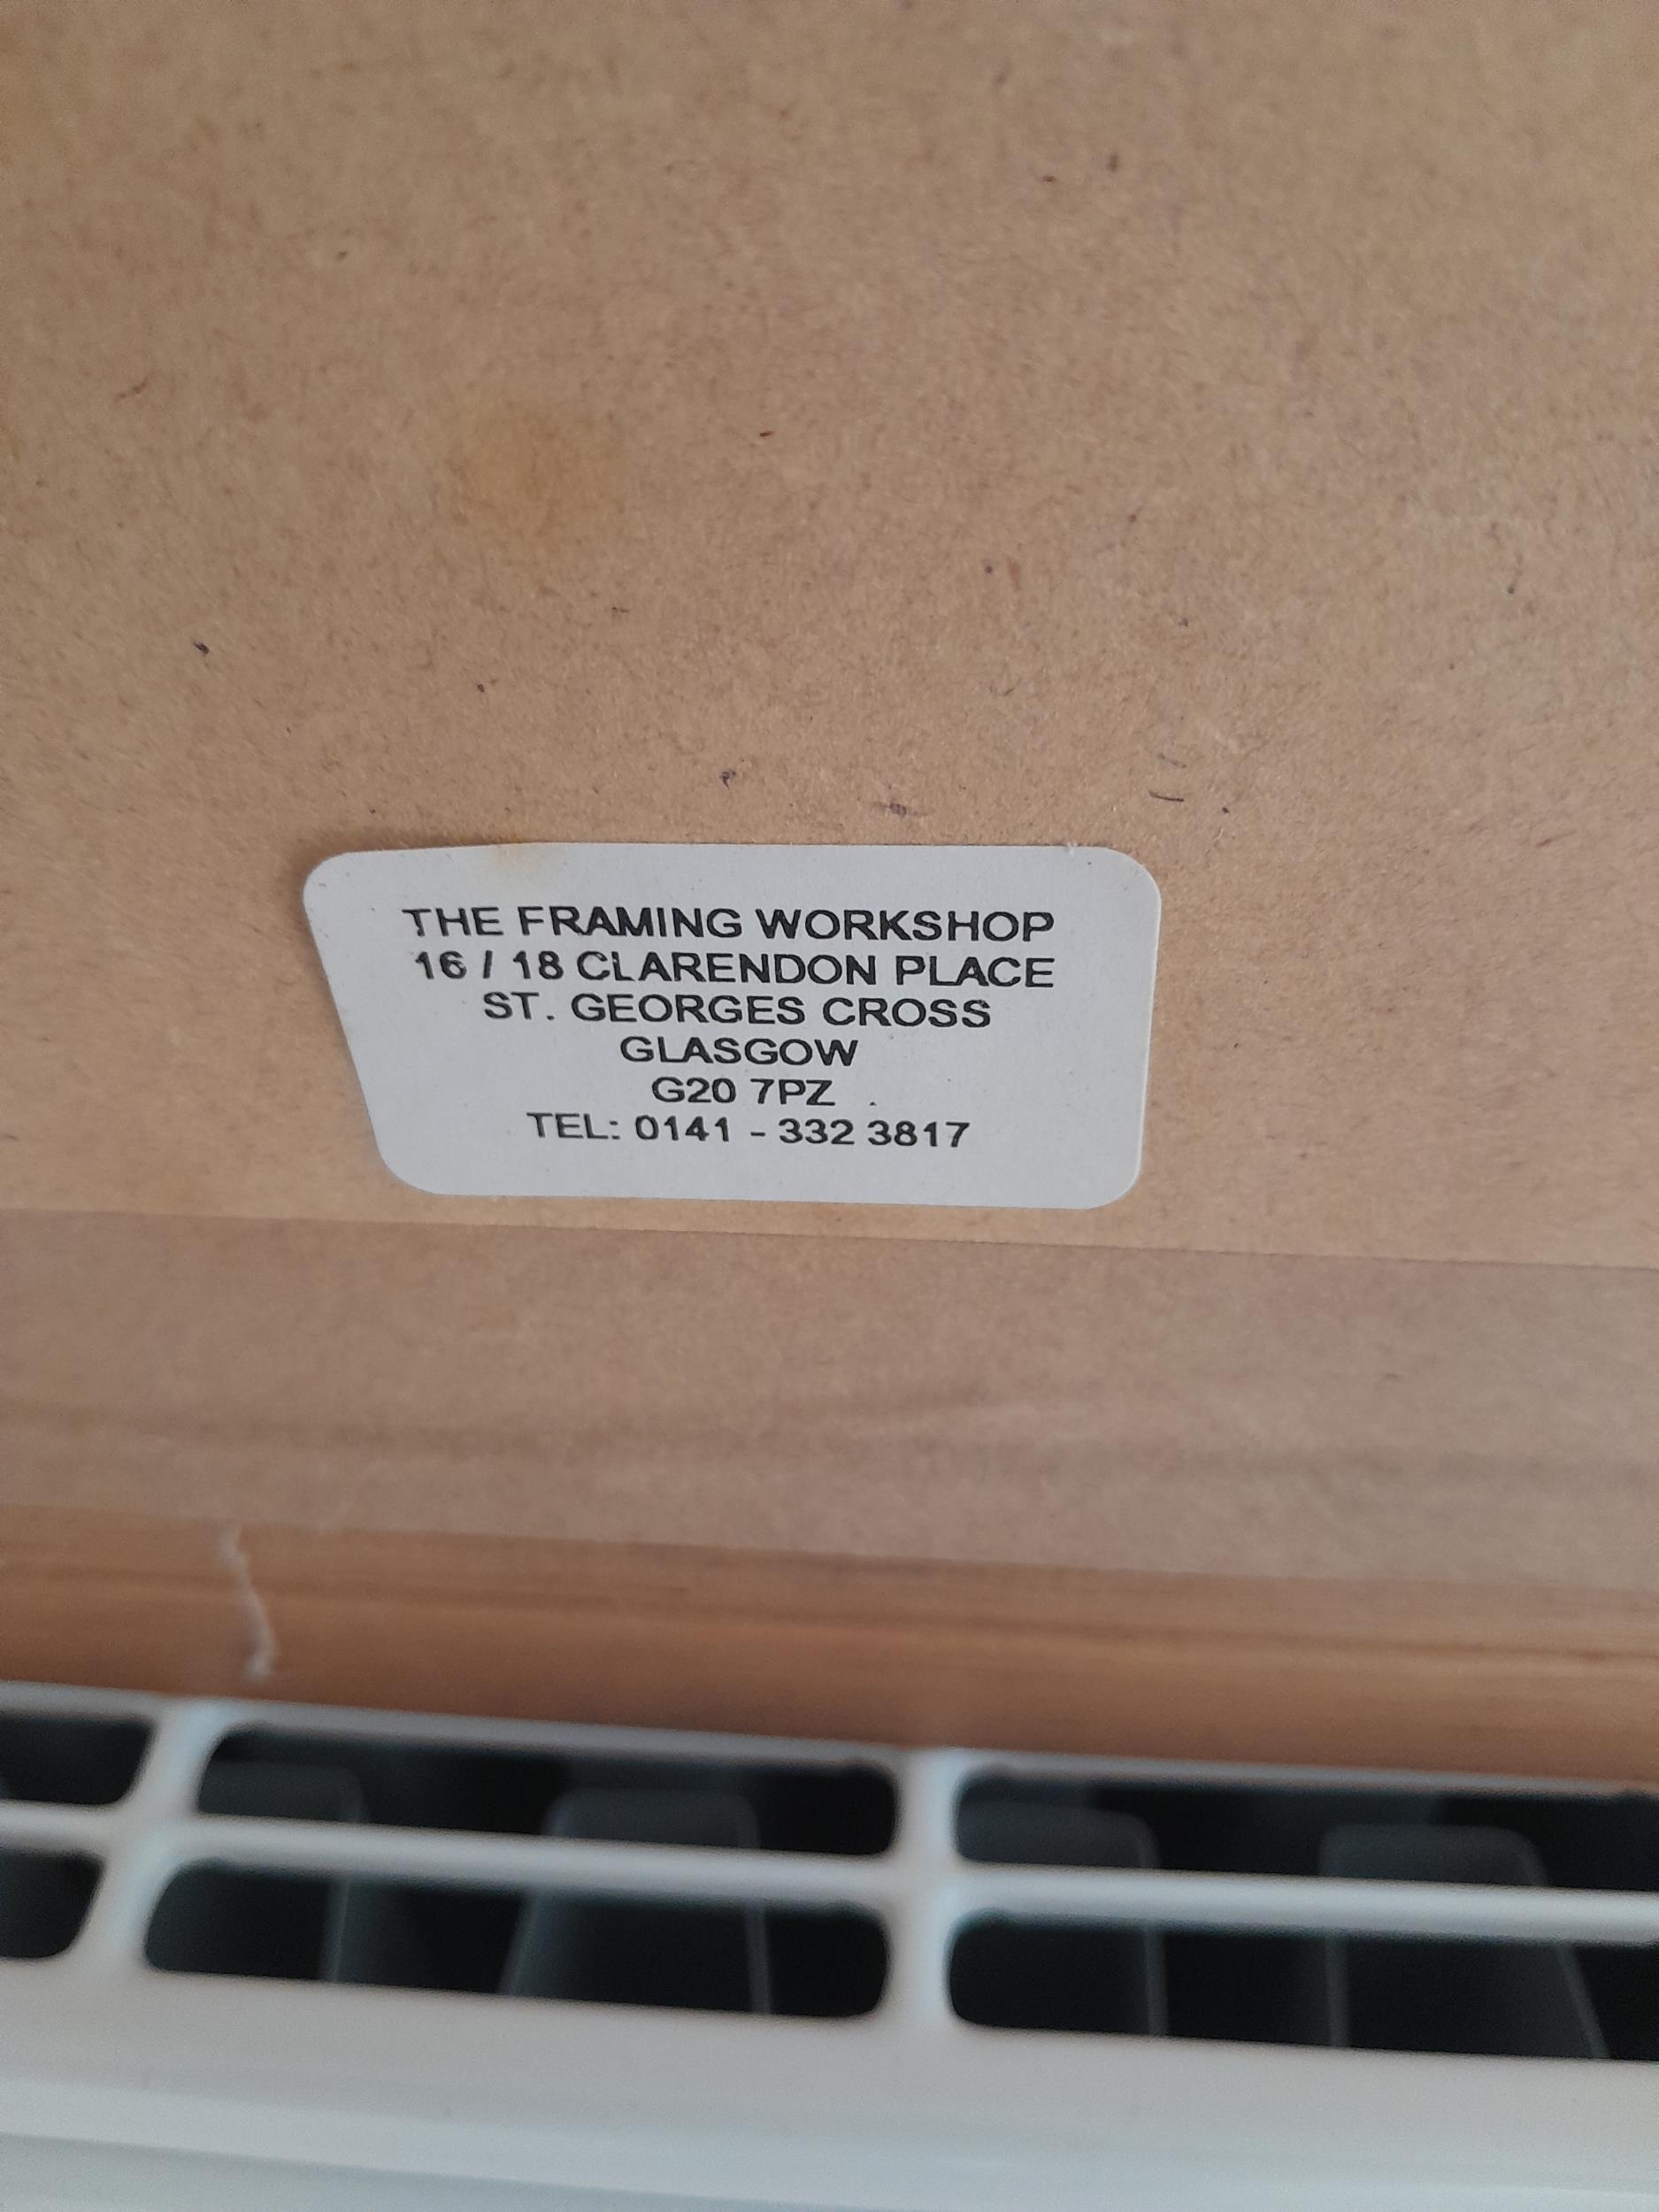 THE FRAMING WORKSHOP
16 / 18 CLARENDON PLACE
ST. GEORGES CROSS
GLASGOW
G20 7PZ
TEL: 0141 - 332 3817